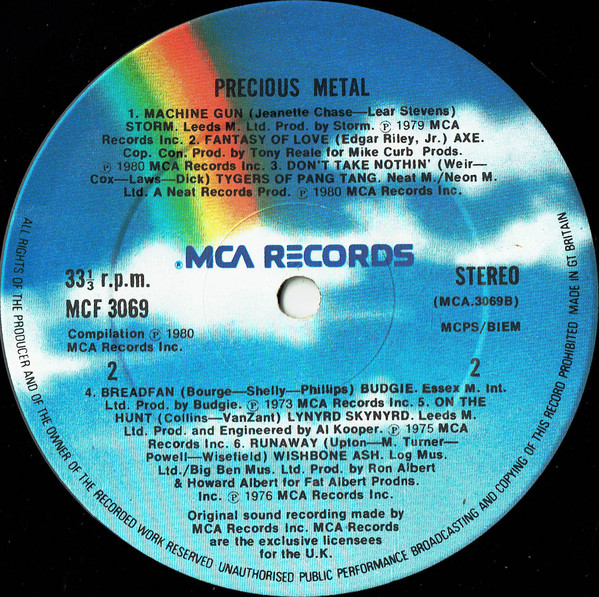 PRECIOUS METAL
1. MACHINE GUN (Jeanette Chase—Lear Stevens)
STORM. Leeds M. Ltd. Prod. by Storm. ℗ 1979 MCA
Records Inc. 2. FANTASY OF LOVE (Edgar Riley, Jr.) AXE.
Cop. Con. Prod. by Tony Reale for Mike Curb Prods.
℗ 1980 MCA Records Inc. 3. DON'T TAKE NOTHIN' (Weir—
Cox—Laws—Dick) TYGERS OF PANG TANG. Neat M./Neon M.
Ltd. A Neat Records Prod. ℗ 1980 MCA Records Inc.
®MCA RECORDS
33⅓ r.p.m.
MCF 3069
Compilation ℗ 1980
MCA Records Inc.
2
STEREO
(MCA.3069B)
MCPS/BIEM
2
4. BREADFAN (Bourge—Shelly—Phillips) BUDGIE. Essex M. Int.
Ltd. Prod. by Budgie. ℗ 1973 MCA Records Inc. 5. ON THE
HUNT (Collins—VanZant) LYNYRD SKYNYRD. Leeds M.
Ltd. Prod. and Engineered by Al Kooper. ℗ 1975 MCA
Records Inc. 6. RUNAWAY (Upton—M. Turner—
Powell—Wisefield) WISHBONE ASH. Log Mus.
Ltd./Big Ben Mus. Ltd. Prod. by Ron Albert
& Howard Albert for Fat Albert Prodns.
Inc. ℗ 1976 MCA Records Inc.
Original sound recording made by
MCA Records Inc. MCA Records
are the exclusive licensees
for the U.K.
ALL RIGHTS OF THE PRODUCER AND OF THE OWNER OF THE RECORDED WORK RESERVED UNAUTHORISED PUBLIC PERFORMANCE BROADCASTING AND COPYING OF THIS RECORD PROHIBITED MADE IN GT BRITAIN